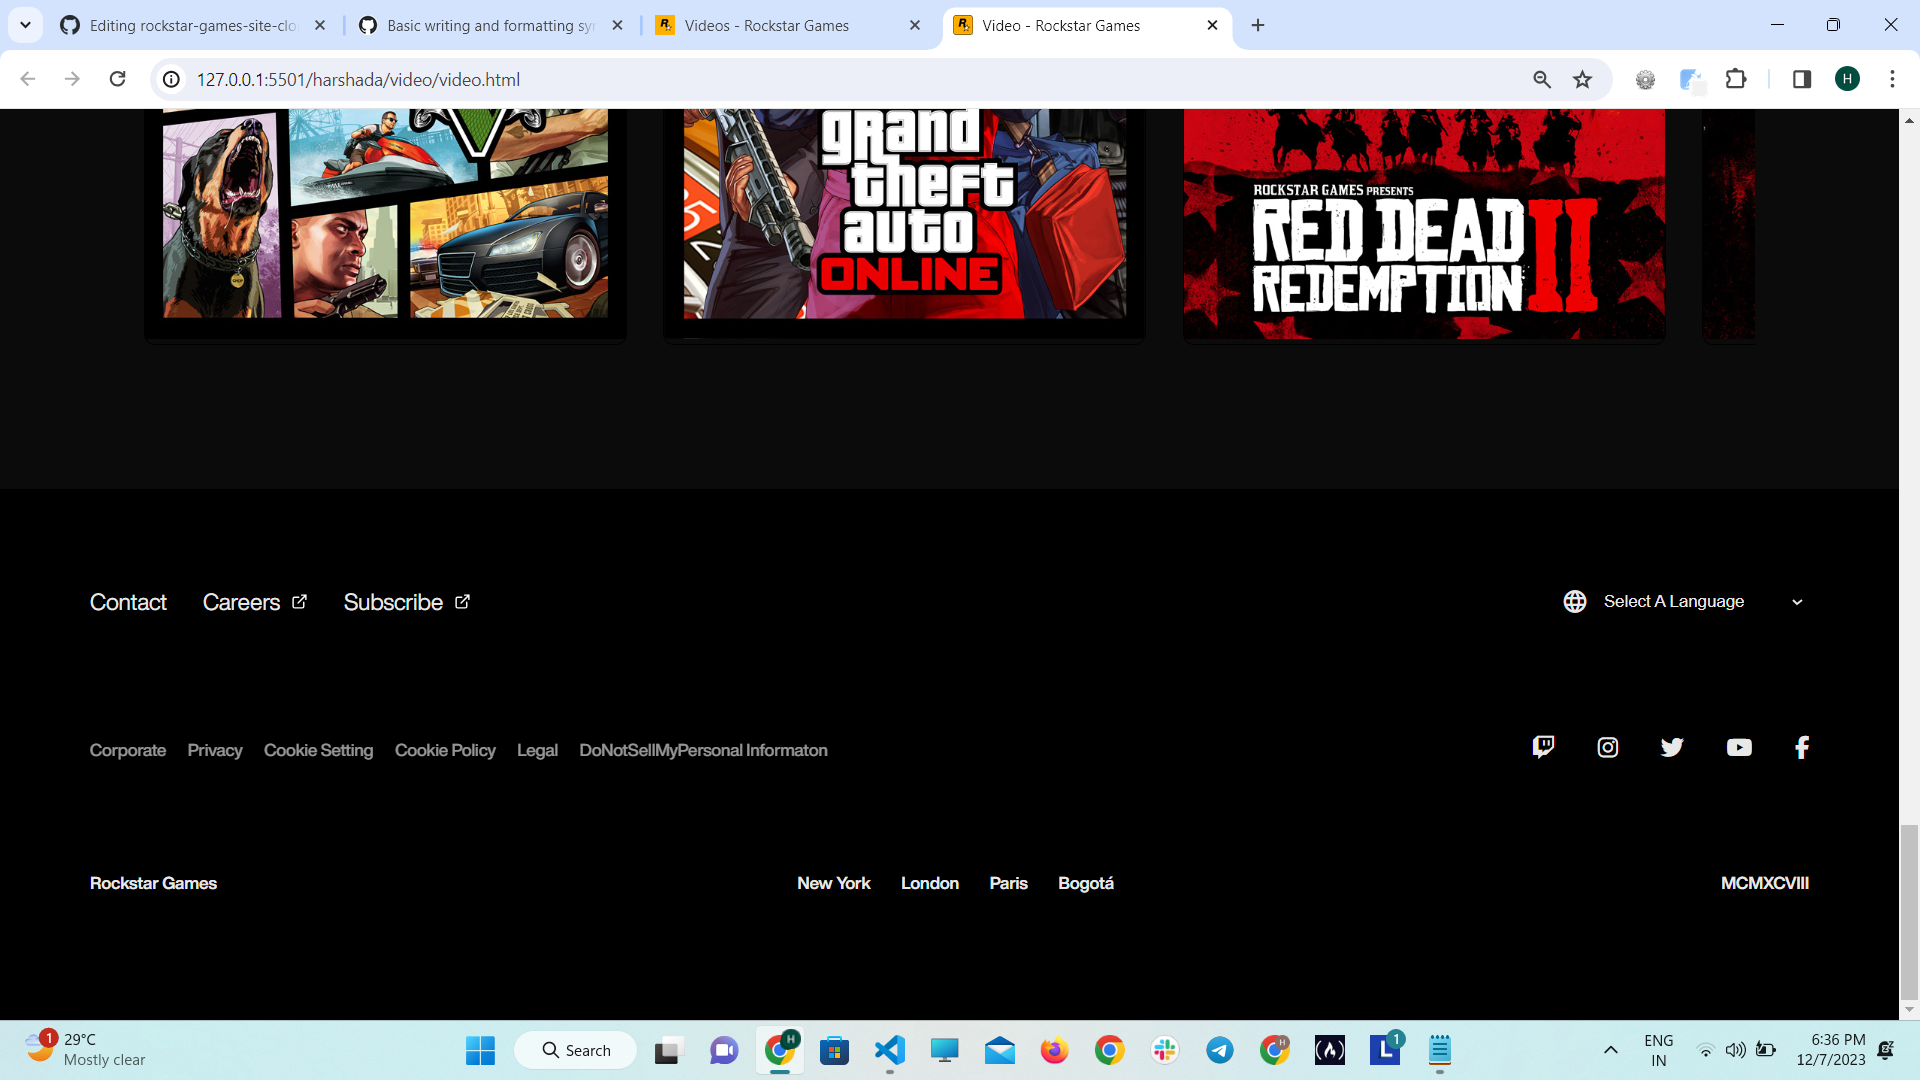 Editing rockstar-games-site-clo
Basic writing and formatting syn
Videos - Rockstar Games
Video - Rockstar Games
127.0.0.1:5501/harshada/video/video.html
H
grand
theft
auto
ONLINE
ROCKSTAR GAMES PRESENTS
RED DEAD
REDEMPTION II
Contact Careers Subscribe
Select A Language
Corporate Privacy Cookie Setting Cookie Policy Legal DoNotSellMyPersonal Informaton
Rockstar Games
New York London Paris Bogotá
MCMXCVIII
1
29°C
Mostly clear
Search
H
H
1
ENG
IN
6:36 PM
12/7/2023